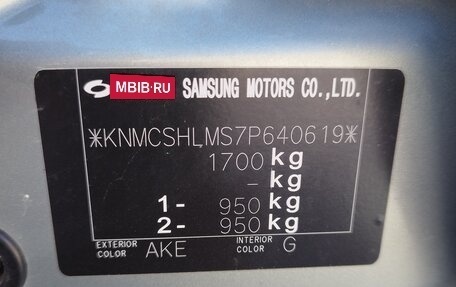 MBIB.RU SAMSUNG MOTORS CO.,LTD.
*KNMCSHLMS7P640619*
1700 kg
- kg
1- 950 kg
2- 950 kg
EXTERIOR COLOR AKE INTERIOR COLOR G